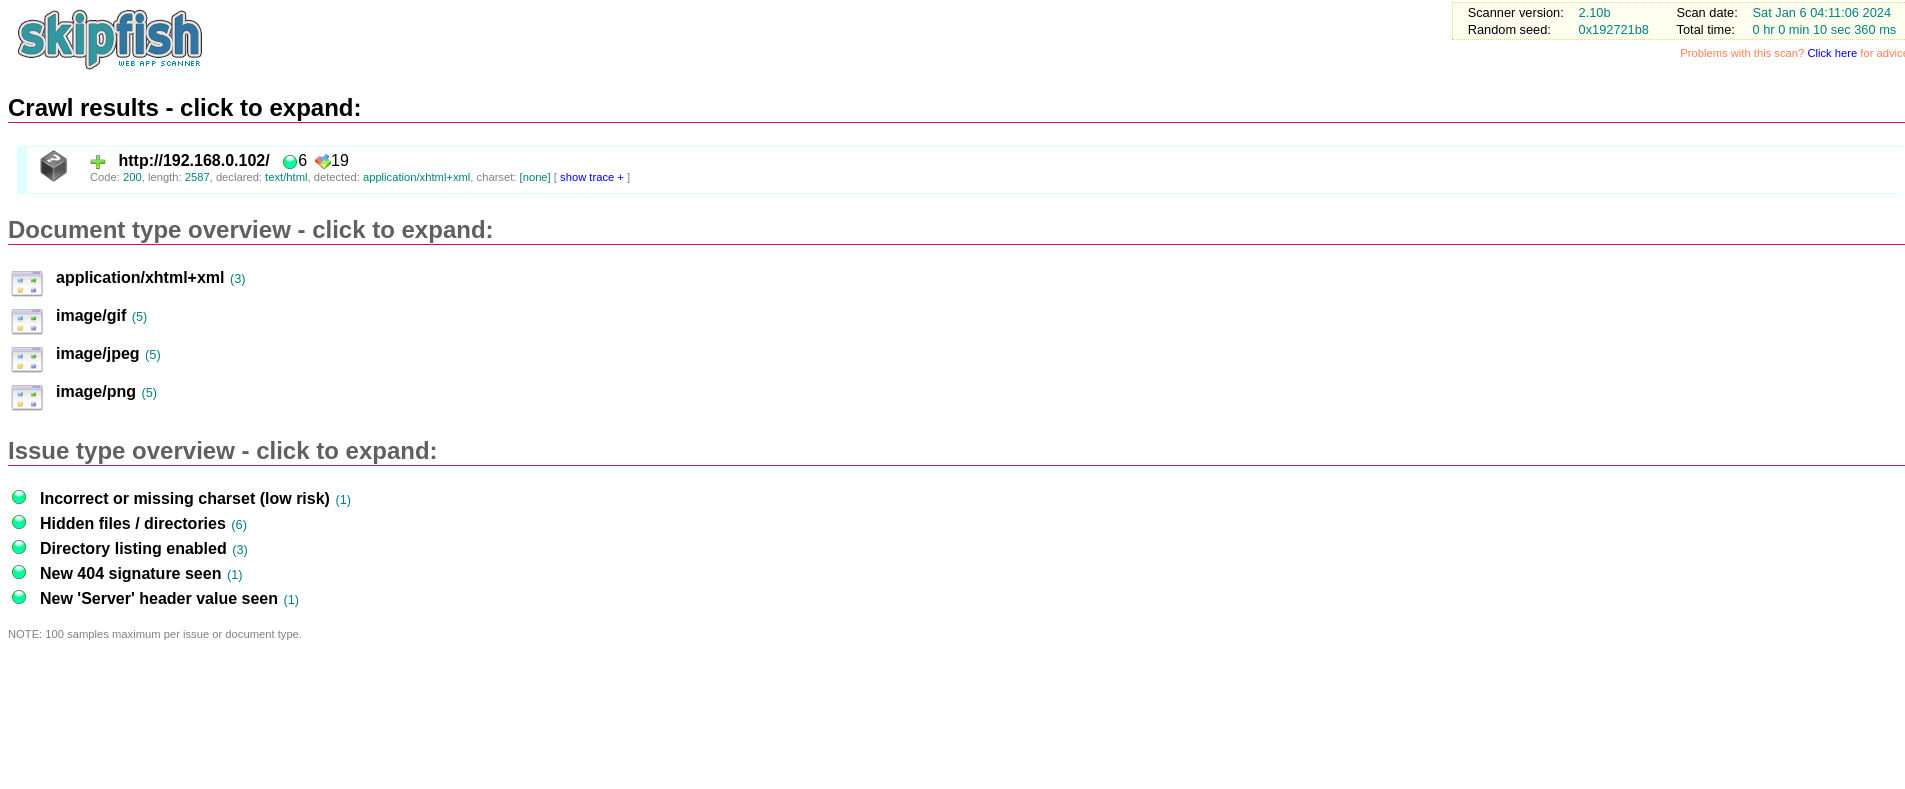 skipfish
WEB APP SCANNER
Scanner version: 2.10b Scan date: Sat Jan 6 04:11:06 2024
Random seed: 0x192721b8 Total time: 0 hr 0 min 10 sec 360 ms
Problems with this scan? Click here for advice
Crawl results - click to expand:
http://192.168.0.102/ 6 19
Code: 200, length: 2587, declared: text/html, detected: application/xhtml+xml, charset: [none] [ show trace + ]
Document type overview - click to expand:
application/xhtml+xml (3)
image/gif (5)
image/jpeg (5)
image/png (5)
Issue type overview - click to expand:
Incorrect or missing charset (low risk) (1)
Hidden files / directories (6)
Directory listing enabled (3)
New 404 signature seen (1)
New 'Server' header value seen (1)
NOTE: 100 samples maximum per issue or document type.